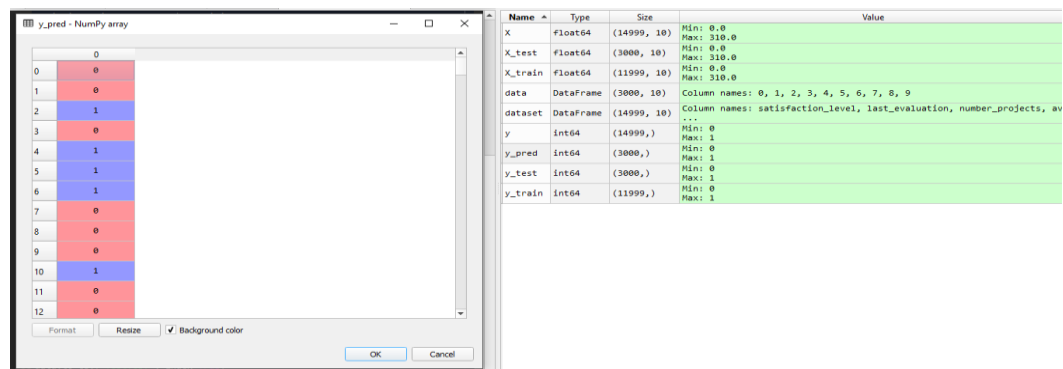 y_pred - NumPy array
0
0 0
1 0
2 1
3 0
4 1
5 1
6 1
7 0
8 0
9 0
10 1
11 0
12 0
Format Resize Background color
OK Cancel
Name Type Size Value
X float64 (14999, 10) Min: 0.0
Max: 310.0
X_test float64 (3000, 10) Min: 0.0
Max: 310.0
X_train float64 (11999, 10) Min: 0.0
Max: 310.0
data DataFrame (3000, 10) Column names: 0, 1, 2, 3, 4, 5, 6, 7, 8, 9
dataset DataFrame (14999, 10) Column names: satisfaction_level, last_evaluation, number_projects, av
...
y int64 (14999,) Min: 0
Max: 1
y_pred int64 (3000,) Min: 0
Max: 1
y_test int64 (3000,) Min: 0
Max: 1
y_train int64 (11999,) Min: 0
Max: 1